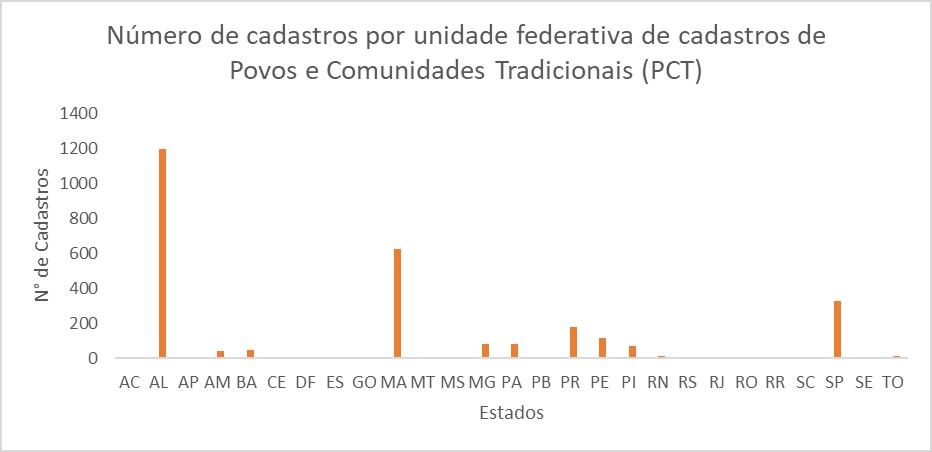 Número de cadastros por unidade federativa de cadastros de
Povos e Comunidades Tradicionais (PCT)
1400
1200
1000
800
600
400
200
0
N° de Cadastros
AC AL AP AM BA CE DF ES GO MA MT MS MG PA PB PR PE PI RN RS RJ RO RR SC SP SE TO
Estados